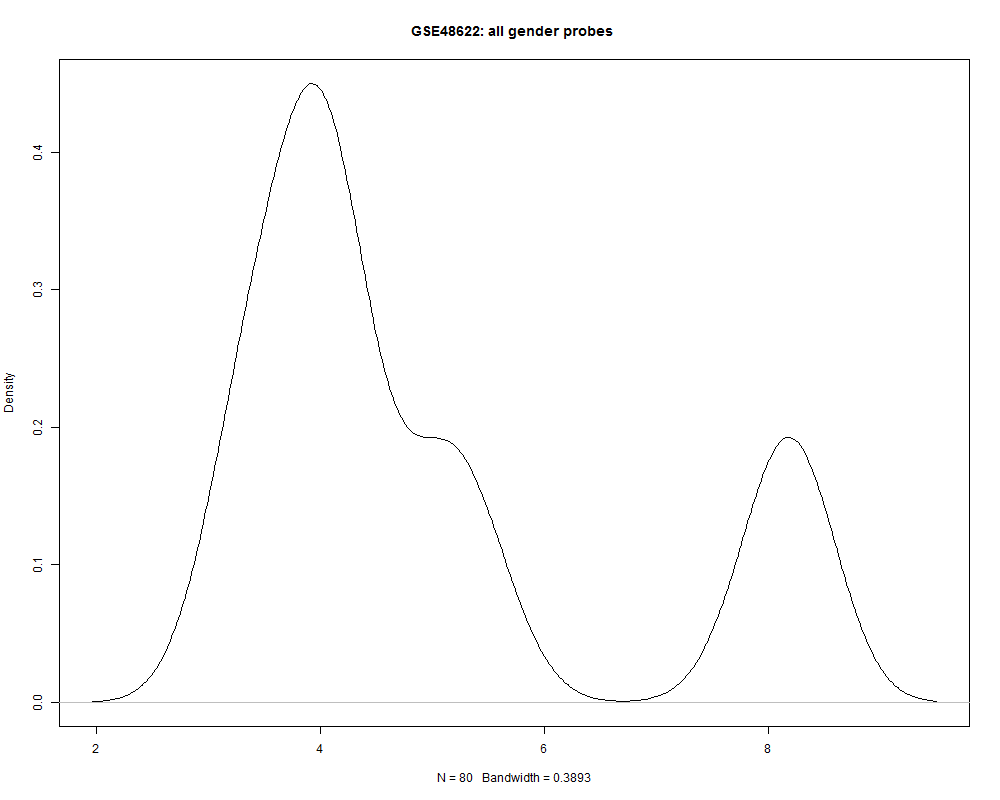 GSE48622: all gender probes
Density
0.4
0.3
0.2
0.1
0.0
2 4 6 8
N = 80 Bandwidth = 0.3893